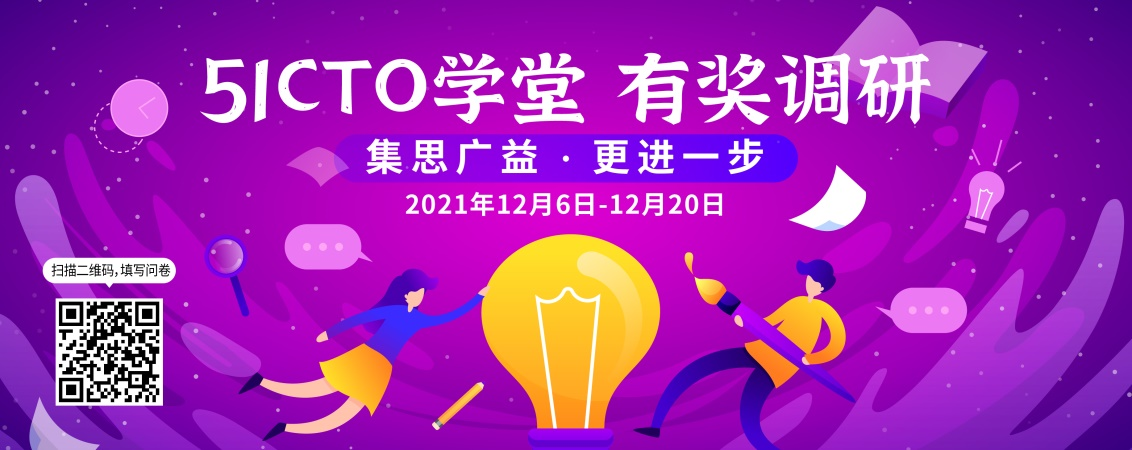 51CTO学堂 有奖调研
集思广益 · 更进一步
2021年12月6日-12月20日
扫描二维码,填写问卷